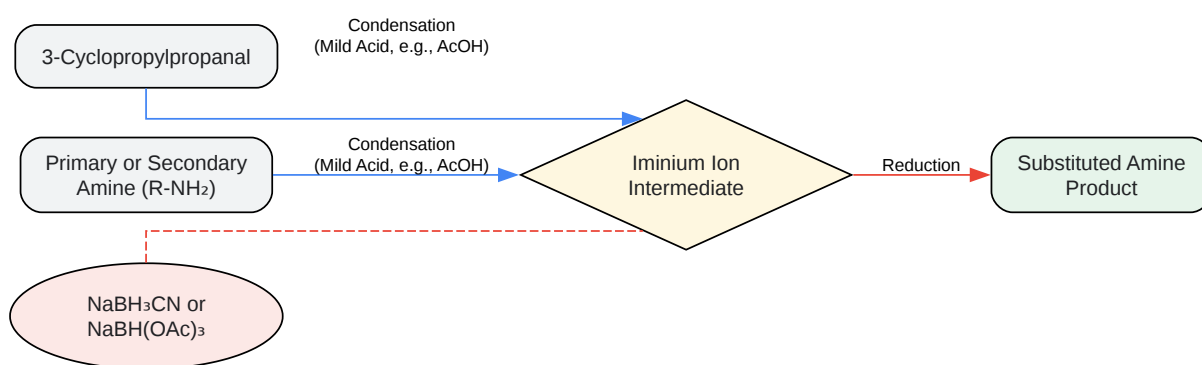 Condensation
(Mild Acid, e.g., AcOH)
3-Cyclopropylpropanal
Condensation
(Mild Acid, e.g., AcOH)
Primary or Secondary
Amine (R-NH₂)
Iminium Ion
Intermediate
Reduction
Substituted Amine
Product
NaBH₃CN or
NaBH(OAc)₃